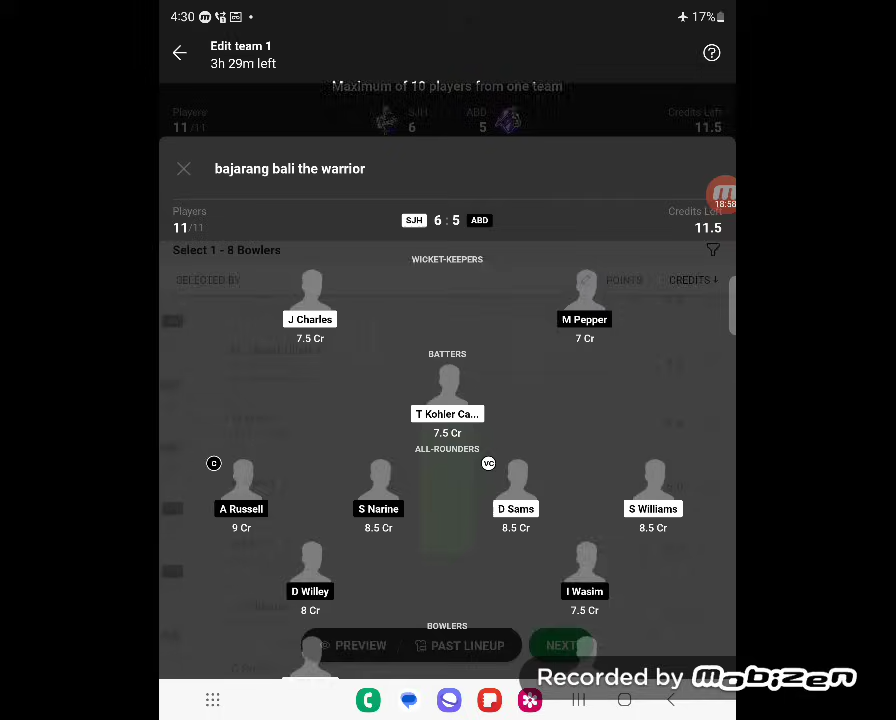 4:30
17%
Edit team 1
3h 29m left
Maximum of 10 players from one team
Players SJH ABD Credits Left
11/11 6 5 11.5
bajarang bali the warrior
18:58
Players Credits Left
11/11 SJH 6 : 5 ABD 11.5
Select 1 - 8 Bowlers
SELECTED BY POINTS CREDITS↓
WICKET-KEEPERS
J Charles M Pepper
7.5 Cr 7 Cr
BATTERS
T Kohler Ca...
7.5 Cr
ALL-ROUNDERS
C VC
A Russell S Narine D Sams S Williams
9 Cr 8.5 Cr 8.5 Cr 8.5 Cr
D Willey I Wasim
8 Cr 7.5 Cr
BOWLERS
PREVIEW PAST LINEUP NEXT
Recorded by mobizen